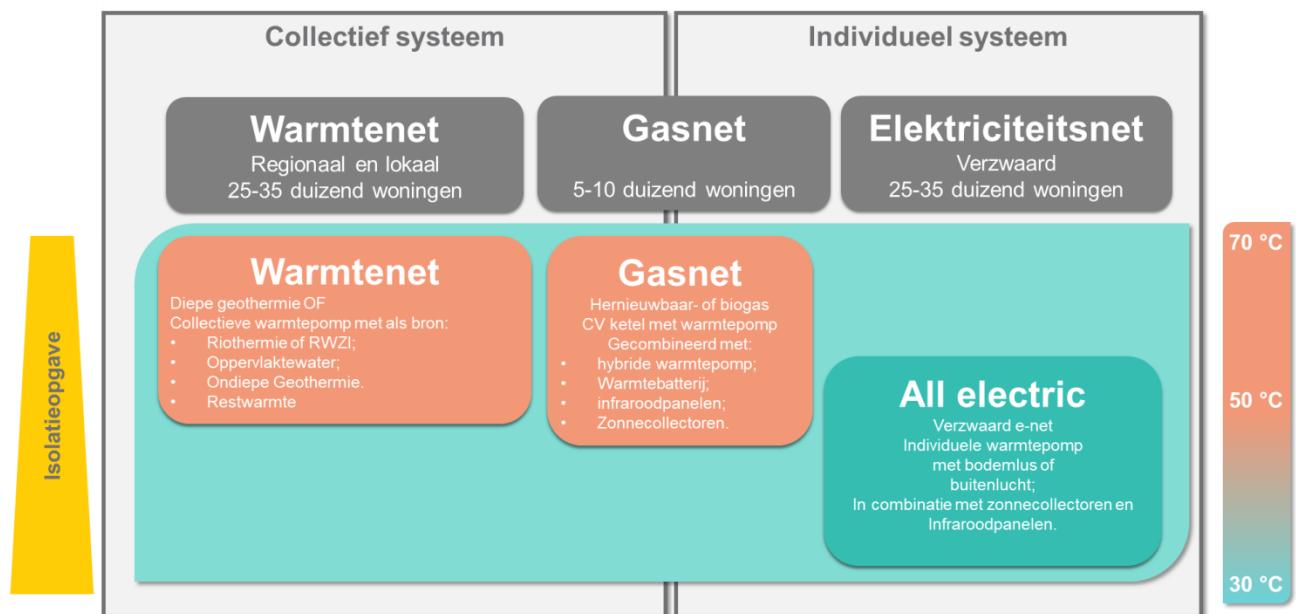 Collectief systeem
Individueel systeem
Warmtenet
Regionaal en lokaal
25-35 duizend woningen
Gasnet
5-10 duizend woningen
Elektriciteitsnet
Verzwaard
25-35 duizend woningen
Isolatieopgave
Warmtenet
Diepe geothermie OF
Collectieve warmtepomp met als bron:
• Riothermie of RWZI;
• Oppervlaktewater;
• Ondiepe Geothermie.
• Restwarmte
Gasnet
Hernieuwbaar- of biogas
CV ketel met warmtepomp
Gecombineerd met:
• hybride warmtepomp;
• Warmtebatterij;
• infraroodpanelen;
• Zonnecollectoren.
All electric
Verzwaard e-net
Individuele warmtepomp
met bodemlus of
buitenlucht;
In combinatie met zonnecollectoren en
Infraroodpanelen.
70 °C
50 °C
30 °C